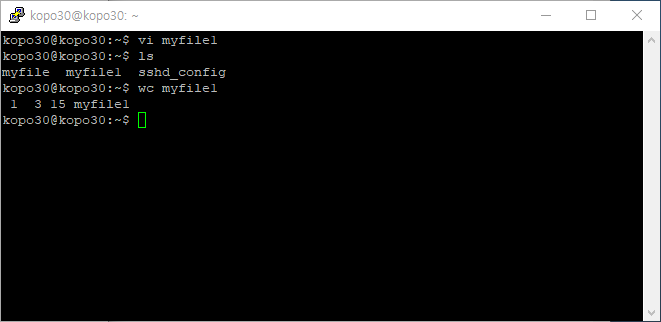 kopo30@kopo30: ~
kopo30@kopo30:~$ vi myfile1
kopo30@kopo30:~$ ls
myfile  myfile1  sshd_config
kopo30@kopo30:~$ wc myfile1
 1  3 15 myfile1
kopo30@kopo30:~$